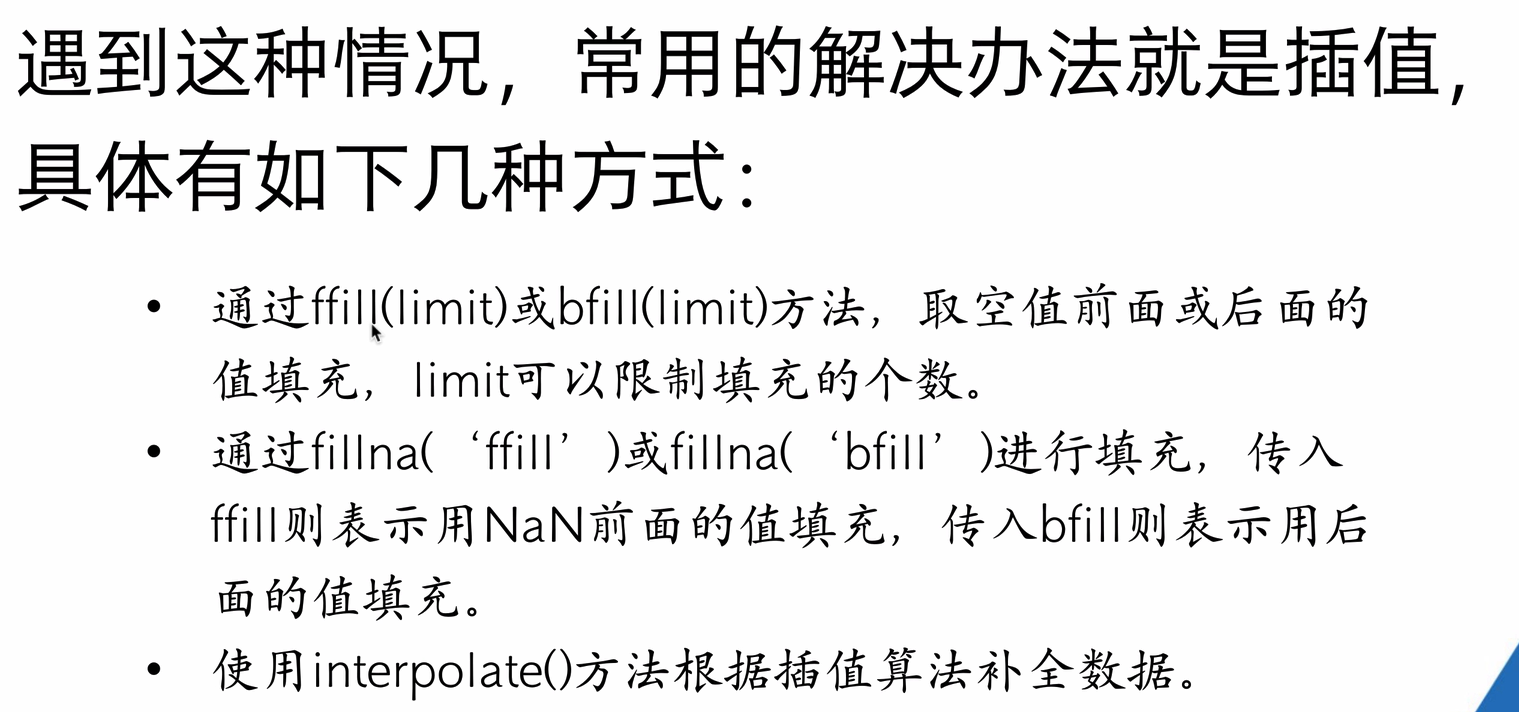 遇到这种情况，常用的解决办法就是插值，
具体有如下几种方式：
• 通过ffill(limit)或bfill(limit)方法，取空值前面或后面的
值填充，limit可以限制填充的个数。
• 通过fillna(‘ffill’)或fillna(‘bfill’)进行填充，传入
ffill则表示用NaN前面的值填充，传入bfill则表示用后
面的值填充。
• 使用interpolate()方法根据插值算法补全数据。